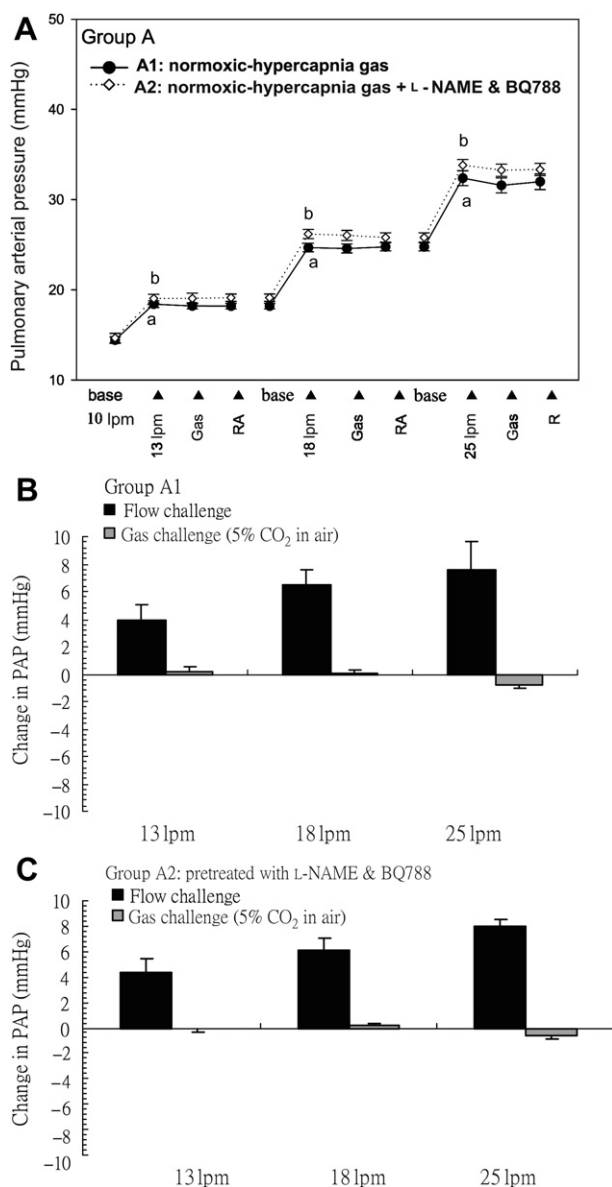 A
Group A
A1: normoxic-hypercapnia gas
A2: normoxic-hypercapnia gas + L - NAME & BQ788
Pulmonary arterial pressure (mmHg)
50
40
30
20
10
b
a
b
a
b
a
base ▲ ▲ ▲ base ▲ ▲ ▲ base ▲ ▲ ▲
10 lpm 13 lpm Gas RA 18 lpm Gas RA 25 lpm Gas R
B
Group A1
Flow challenge
Gas challenge (5% CO2 in air)
Change in PAP (mmHg)
10
8
6
4
2
0
−2
−4
−6
−8
−10
13 lpm 18 lpm 25 lpm
C
Group A2: pretreated with L-NAME & BQ788
Flow challenge
Gas challenge (5% CO2 in air)
Change in PAP (mmHg)
10
8
6
4
2
0
−2
−4
−6
−8
−10
13 lpm 18 lpm 25 lpm